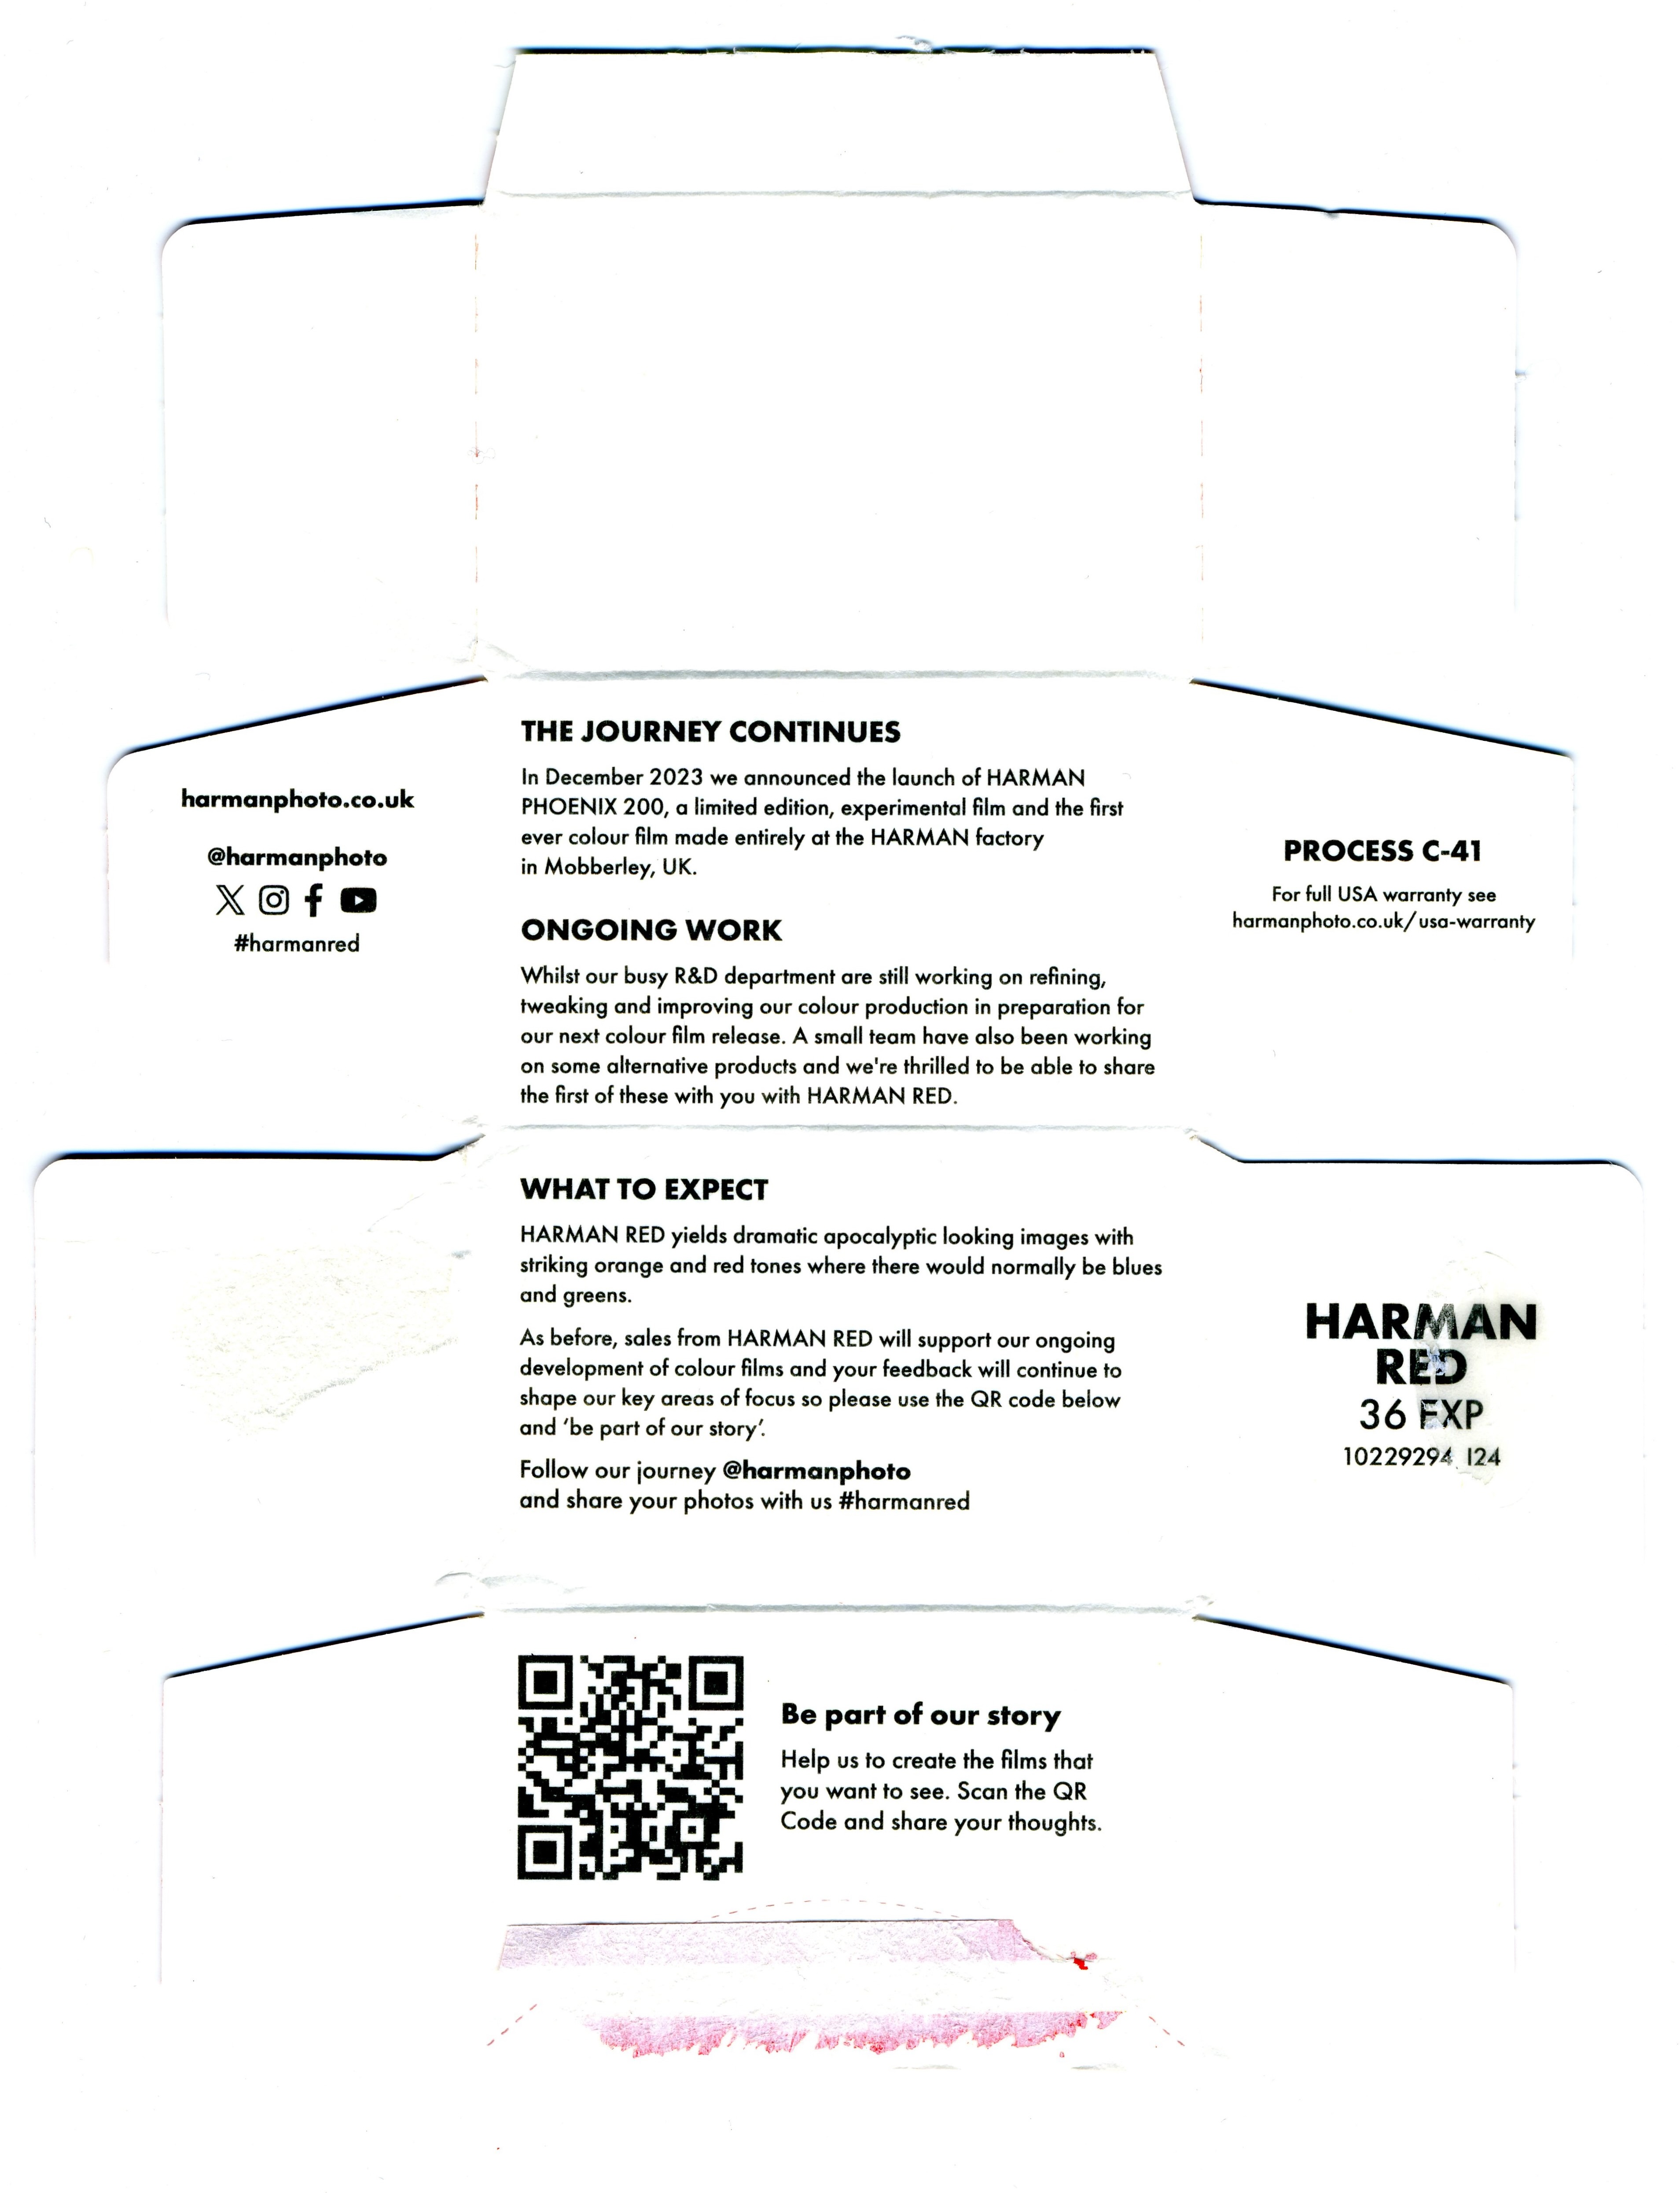 THE JOURNEY CONTINUES
In December 2023 we announced the launch of HARMAN
PHOENIX 200, a limited edition, experimental film and the first
ever colour film made entirely at the HARMAN factory
in Mobberley, UK.
harmanphoto.co.uk
@harmanphoto
#harmanred
PROCESS C-41
For full USA warranty see
harmanphoto.co.uk/usa-warranty
ONGOING WORK
Whilst our busy R&D department are still working on refining,
tweaking and improving our colour production in preparation for
our next colour film release. A small team have also been working
on some alternative products and we're thrilled to be able to share
the first of these with you with HARMAN RED.
WHAT TO EXPECT
HARMAN RED yields dramatic apocalyptic looking images with
striking orange and red tones where there would normally be blues
and greens.
As before, sales from HARMAN RED will support our ongoing
development of colour films and your feedback will continue to
shape our key areas of focus so please use the QR code below
and ‘be part of our story’.
Follow our journey @harmanphoto
and share your photos with us #harmanred
HARMAN
RED
36 EXP
10229294 I24
Be part of our story
Help us to create the films that
you want to see. Scan the QR
Code and share your thoughts.